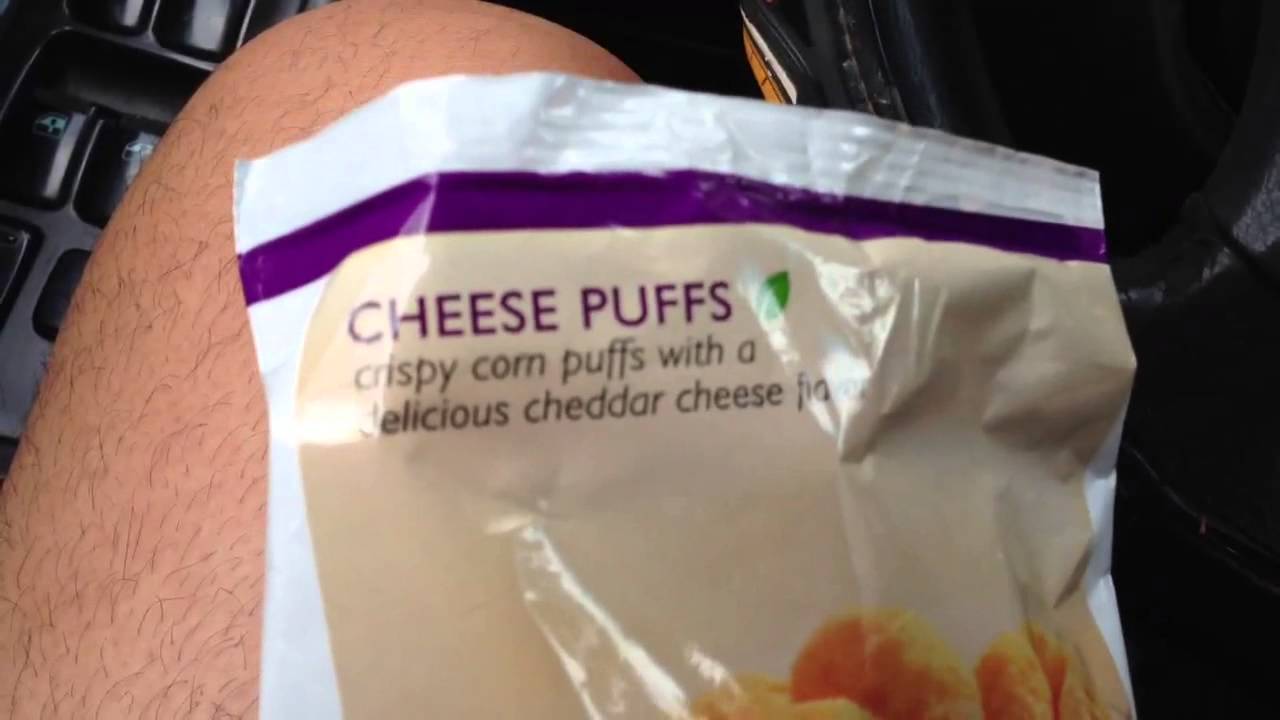 CHEESE PUFFS
crispy corn puffs with a
delicious cheddar cheese